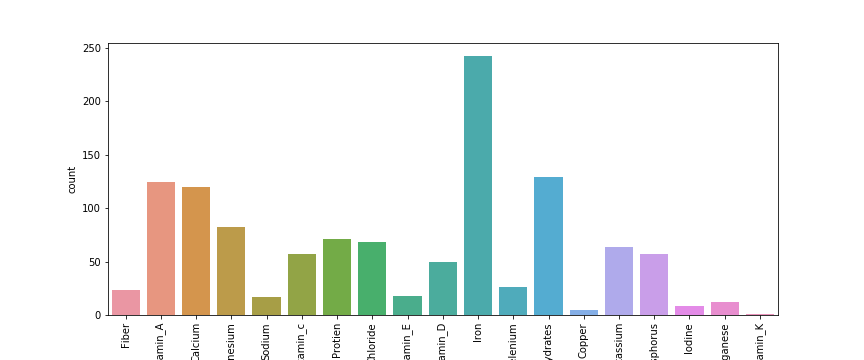 250
200
150
100
50
0
count
Fiber
amin_A
Calcium
nesium
Sodium
amin_c
Protien
Chloride
amin_E
amin_D
Iron
elenium
ydrates
Copper
assium
sphorus
Iodine
ganese
amin_K